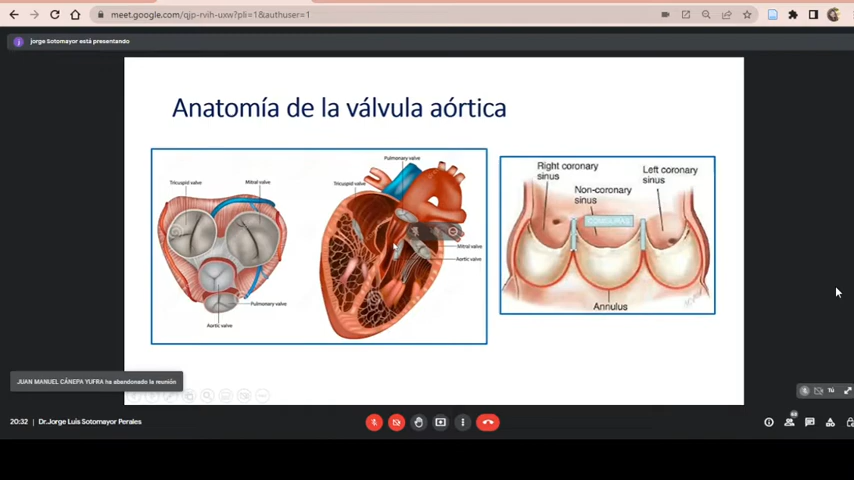 meet.google.com/qjp-rvih-uxw?pli=1&authuser=1
jorge Sotomayor está presentando
Anatomía de la válvula aórtica
Tricuspid valve
Mitral valve
Pulmonary valve
Aortic valve
Pulmonary valve
Tricuspid valve
Mitral valve
Aortic valve
Right coronary
sinus
Non-coronary
sinus
Left coronary
sinus
COMISURAS
Annulus
JUAN MANUEL CÁNEPA YUFRA ha abandonado la reunión
Tú
20:32 | Dr.Jorge Luis Sotomayor Perales